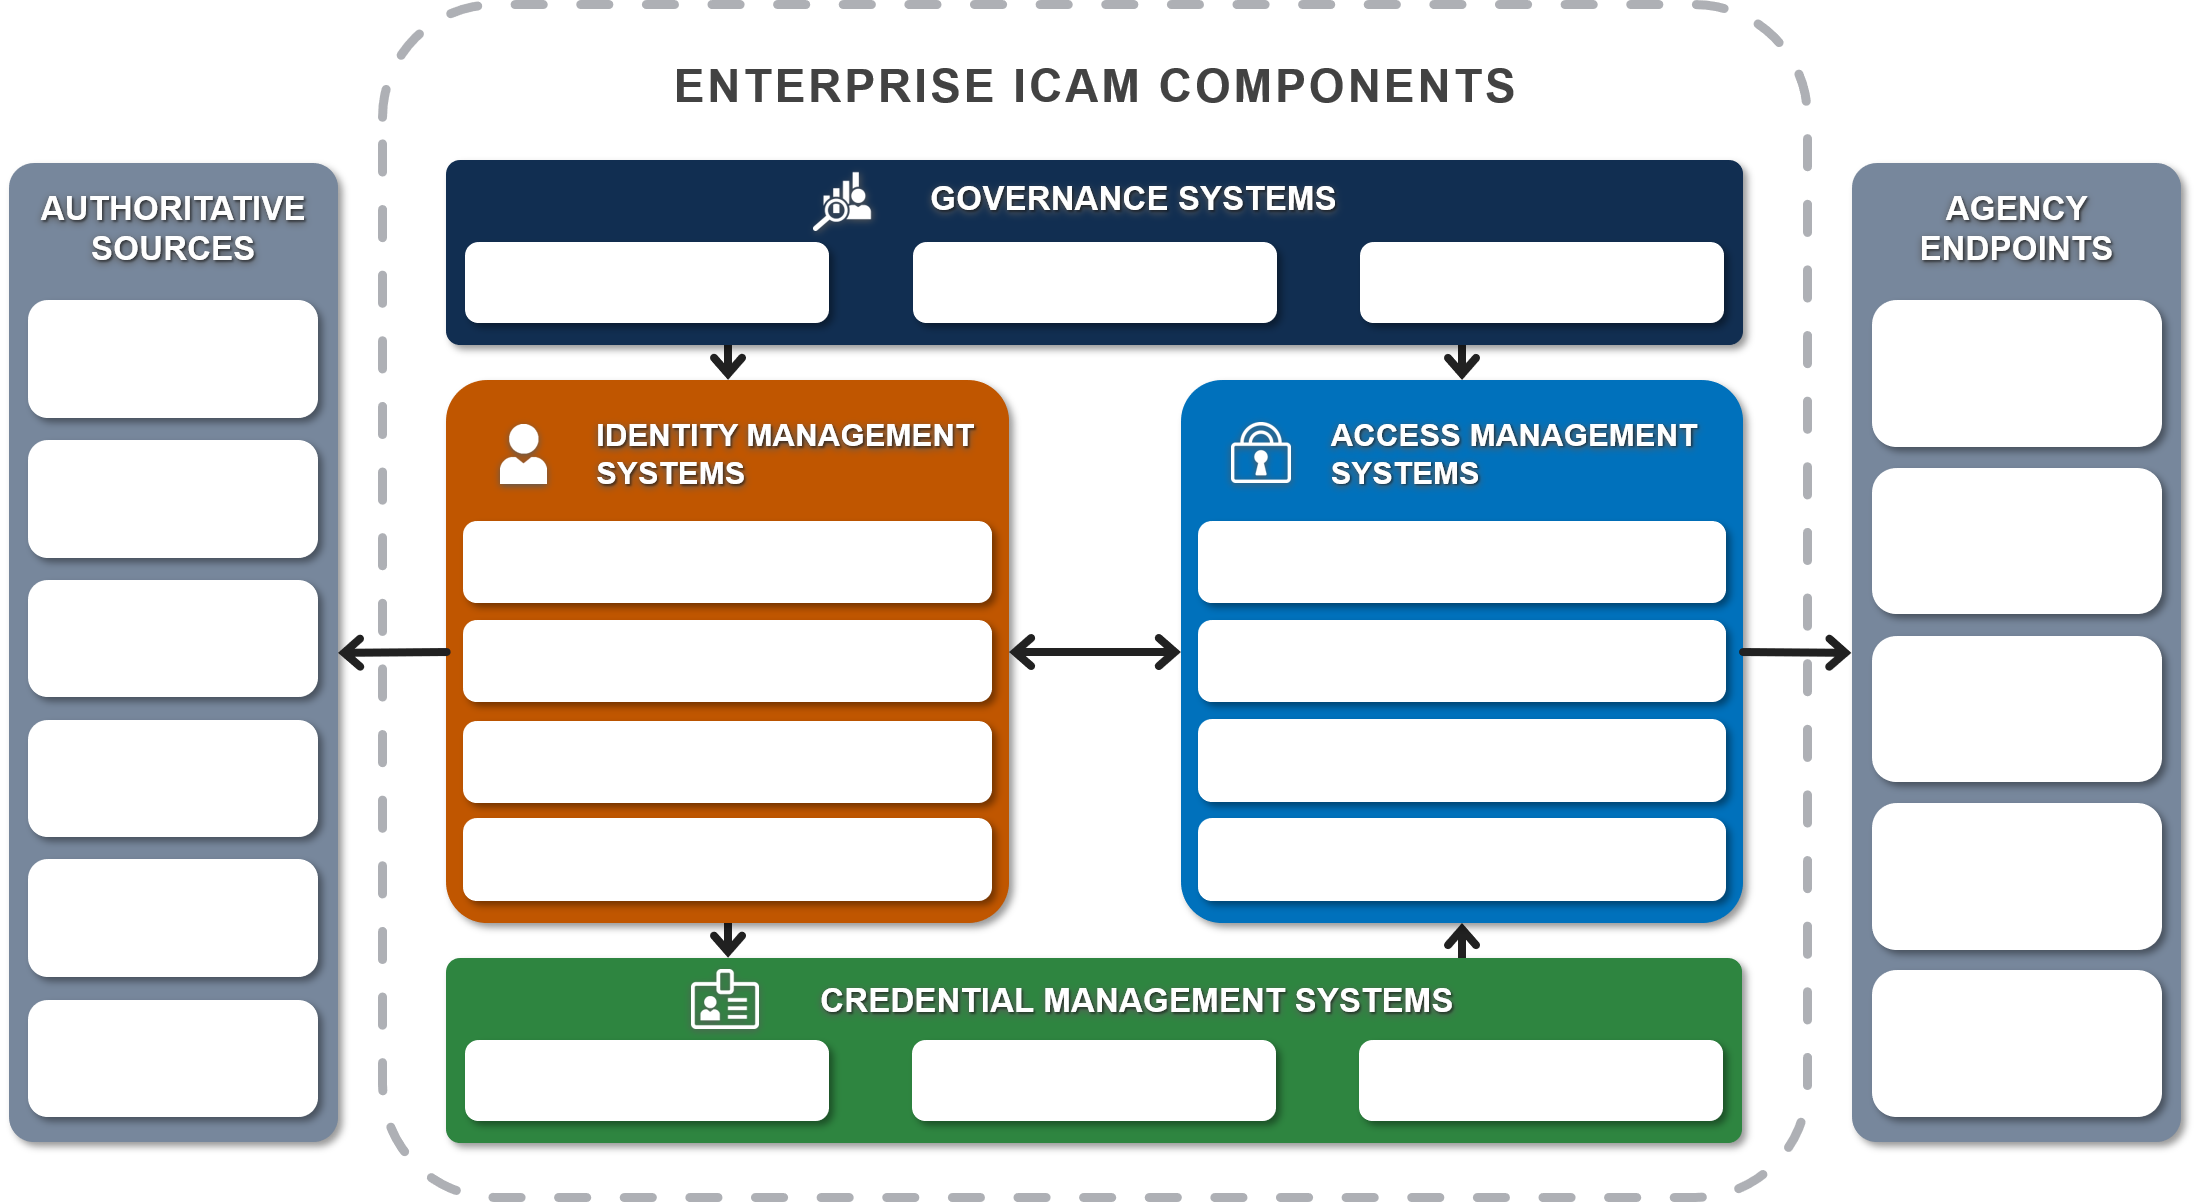 ENTERPRISE ICAM COMPONENTS
AUTHORITATIVE
SOURCES
GOVERNANCE SYSTEMS
IDENTITY MANAGEMENT
SYSTEMS
ACCESS MANAGEMENT
SYSTEMS
CREDENTIAL MANAGEMENT SYSTEMS
AGENCY
ENDPOINTS